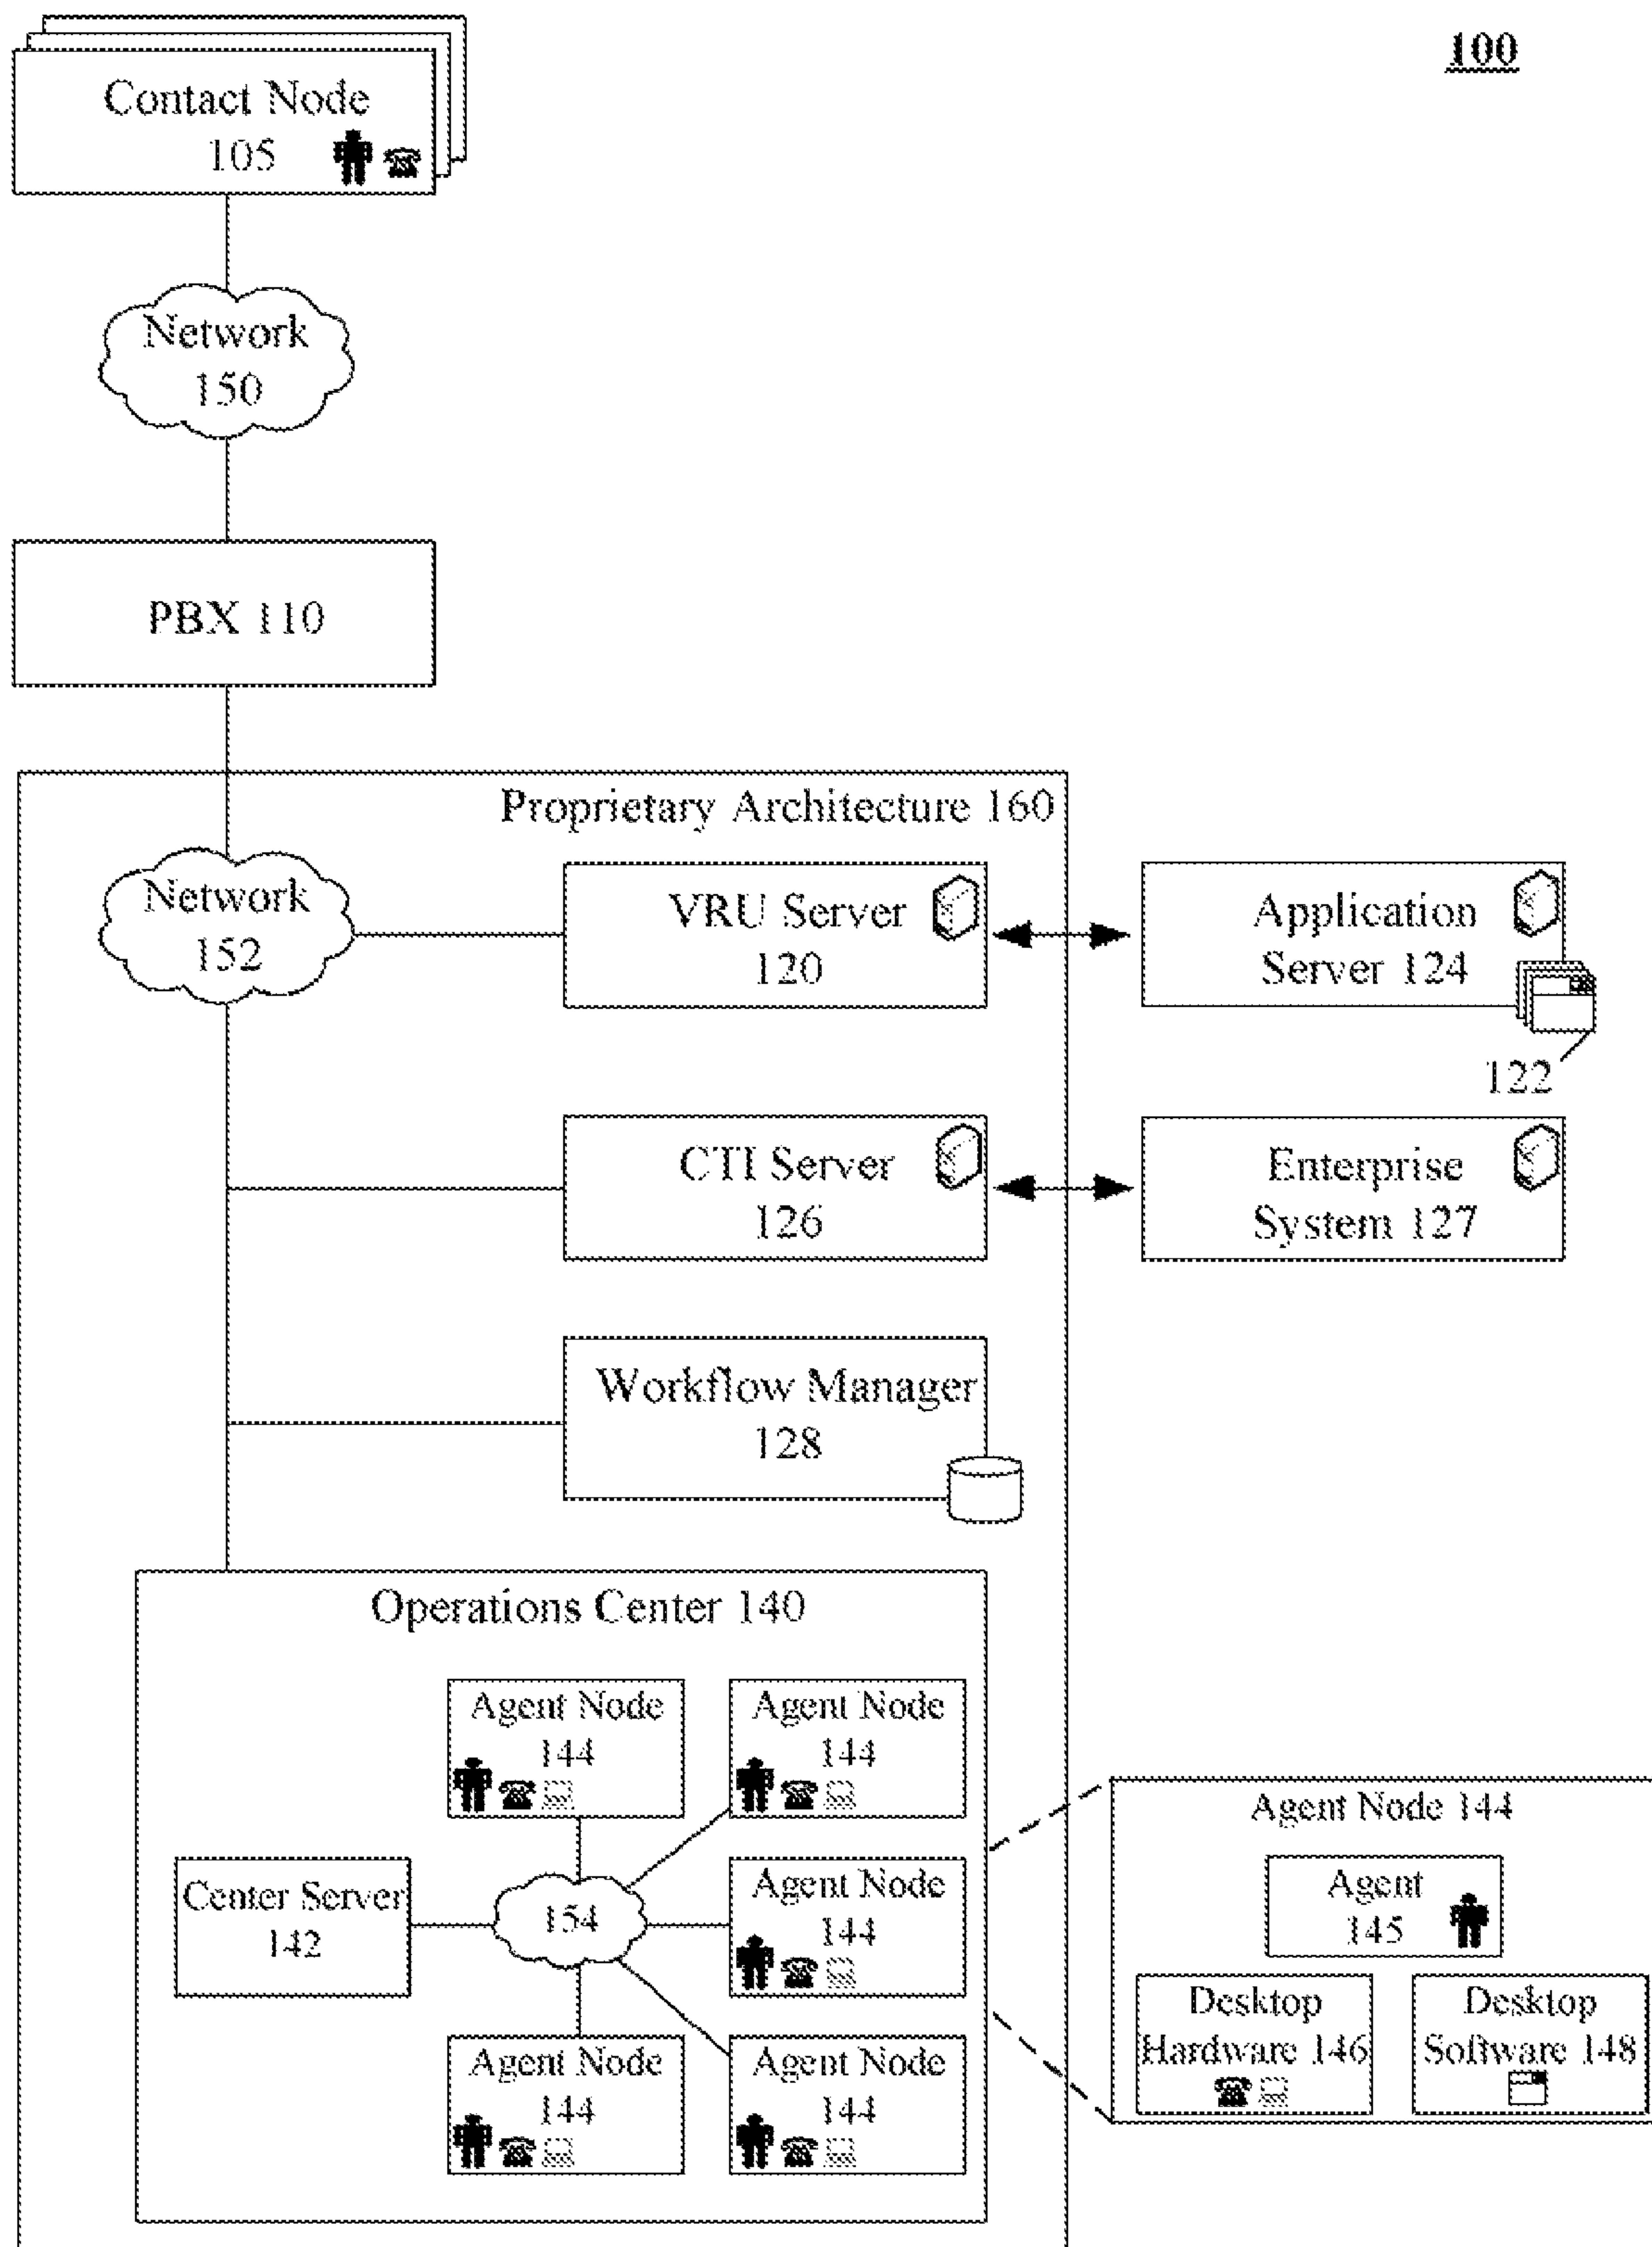 100
Contact Node
105
Network
150
PBX 110
Proprietary Architecture 160
Network
152
VRU Server
120
Application
Server 124
122
CTI Server
126
Enterprise
System 127
Workflow Manager
128
Operations Center 140
Agent Node
144
Agent Node
144
Center Server
142
154
Agent Node
144
Agent Node
144
Agent Node
144
Agent Node 144
Agent
145
Desktop
Hardware 146
Desktop
Software 148